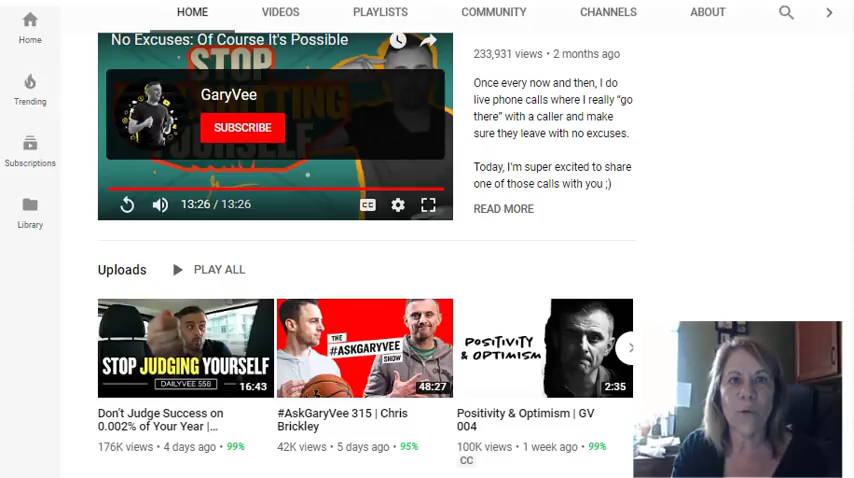 HOME VIDEOS PLAYLISTS COMMUNITY CHANNELS ABOUT
Home
Trending
Subscriptions
Library
No Excuses: Of Course It's Possible
STOP
GaryVee
SUBSCRIBE
13:26 / 13:26
CC
233,931 views • 2 months ago
Once every now and then, I do
live phone calls where I really “go
there” with a caller and make
sure they leave with no excuses.
Today, I'm super excited to share
one of those calls with you ;)
READ MORE
Uploads PLAY ALL
STOP JUDGING YOURSELF
DAILYVEE 558
16:43
Don't Judge Success on
0.002% of Your Year |...
176K views • 4 days ago • 99%
THE
#ASKGARYVEE
SHOW
48:27
#AskGaryVee 315 | Chris
Brickley
42K views • 5 days ago • 95%
POSITIVITY
& OPTIMISM
2:35
Positivity & Optimism | GV
004
100K views • 1 week ago • 99%
CC